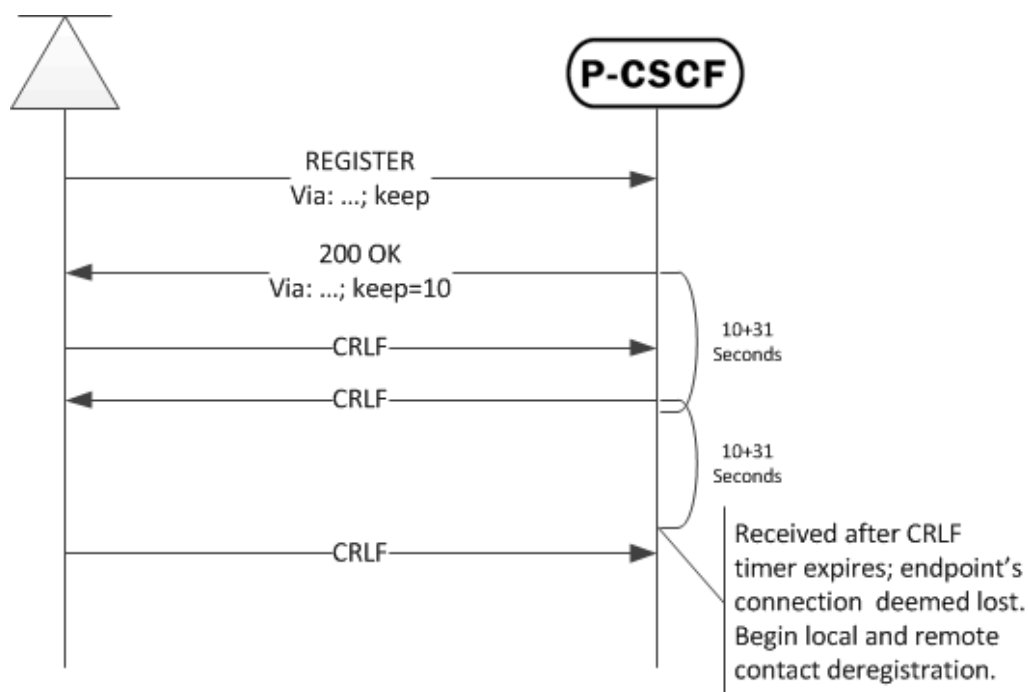 P-CSCF
REGISTER
Via: ...; keep
200 OK
Via: ...; keep=10
10+31
Seconds
CRLF
CRLF
10+31
Seconds
CRLF
Received after CRLF
timer expires; endpoint's
connection deemed lost.
Begin local and remote
contact deregistration.